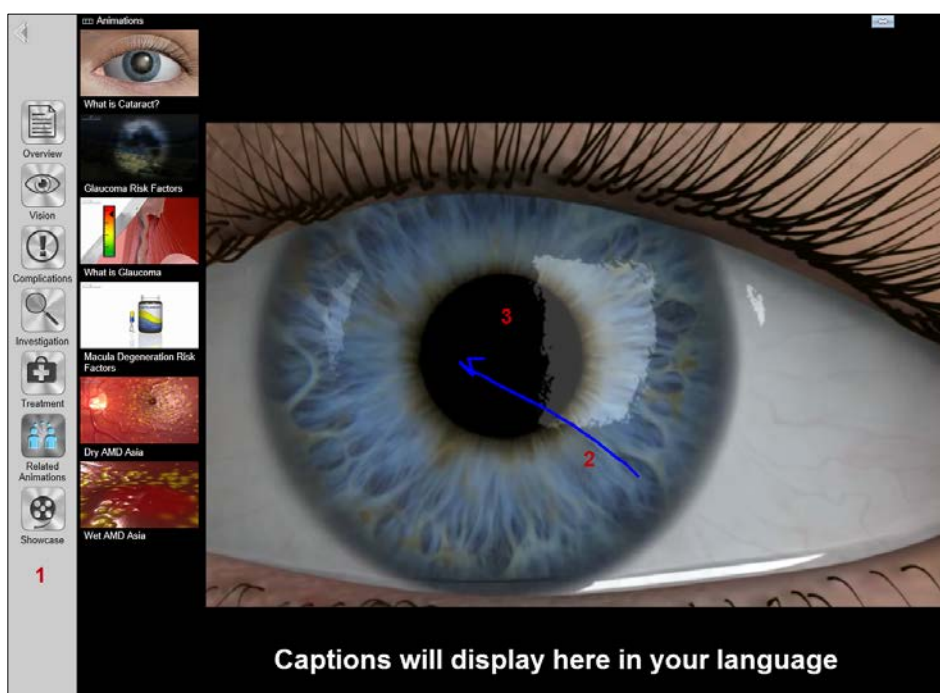 Animations
What is Cataract?
Glaucoma Risk Factors
What is Glaucoma
Macula Degeneration Risk
Factors
Dry AMD Asia
Wet AMD Asia
Overview
Vision
Complications
Investigation
Treatment
Related
Animations
Showcase
1
3
2
Captions will display here in your language